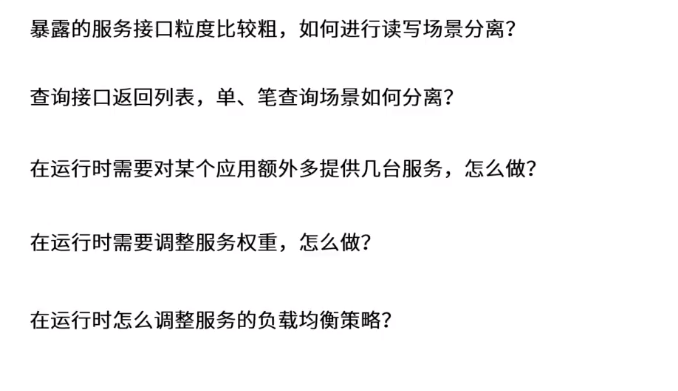 暴露的服务接口粒度比较粗，如何进行读写场景分离？
查询接口返回列表，单、笔查询场景如何分离？
在运行时需要对某个应用额外多提供几台服务，怎么做？
在运行时需要调整服务权重，怎么做？
在运行时怎么调整服务的负载均衡策略？